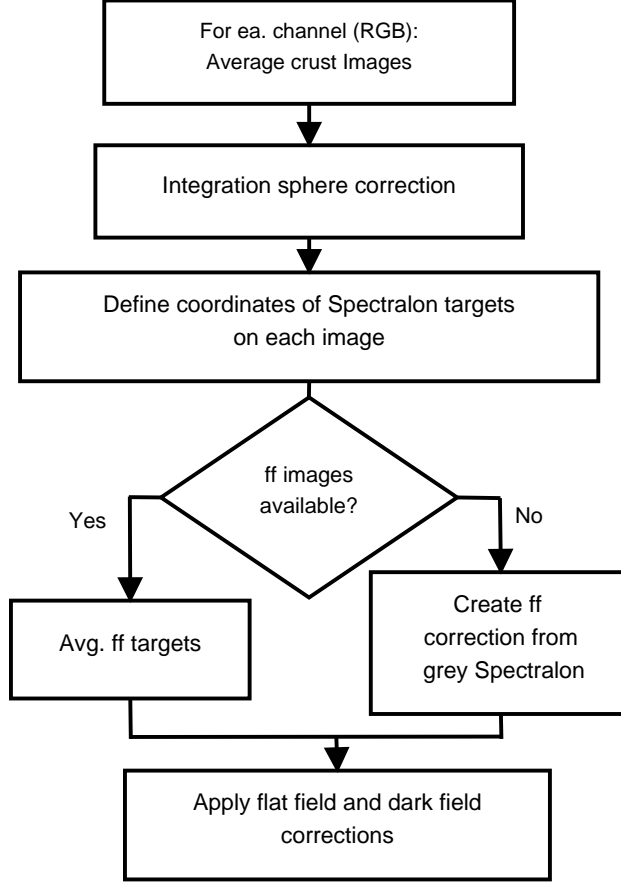 For ea. channel (RGB):
Average crust Images
Integration sphere correction
Define coordinates of Spectralon targets
on each image
ff images
available?
Yes
No
Avg. ff targets
Create ff
correction from
grey Spectralon
Apply flat field and dark field
corrections